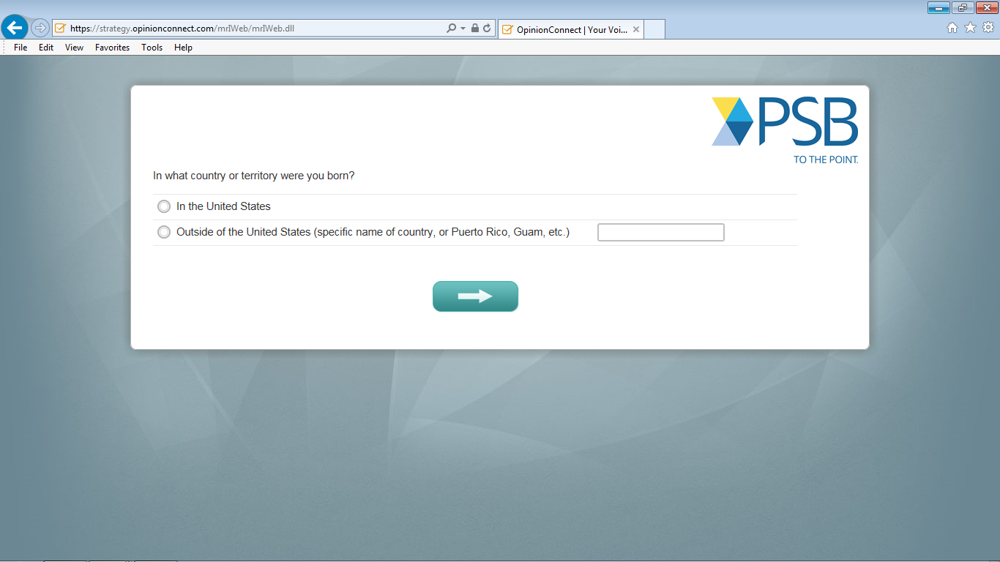 https://strategy.opinionconnect.com/mrIWeb/mrIWeb.dll
OpinionConnect | Your Voi...
File Edit View Favorites Tools Help
PSB
TO THE POINT.
In what country or territory were you born?
In the United States
Outside of the United States (specific name of country, or Puerto Rico, Guam, etc.)